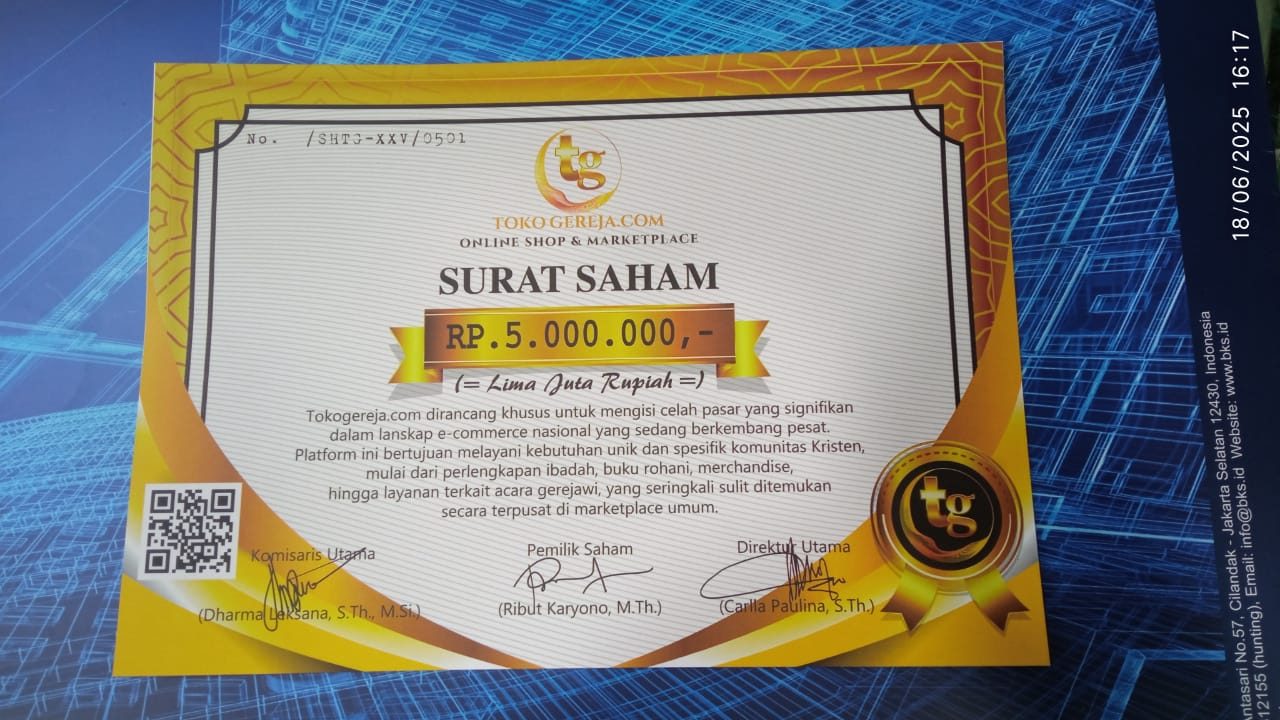 No. /SHTG-XXV/0501
tg
TOKO GEREJA.COM
ONLINE SHOP & MARKETPLACE
SURAT SAHAM
RP.5.000.000,-
(= Lima Juta Rupiah =)
Tokogereja.com dirancang khusus untuk mengisi celah pasar yang signifikan
dalam lanskap e-commerce nasional yang sedang berkembang pesat.
Platform ini bertujuan melayani kebutuhan unik dan spesifik komunitas Kristen,
mulai dari perlengkapan ibadah, buku rohani, merchandise,
hingga layanan terkait acara gerejawi, yang seringkali sulit ditemukan
secara terpusat di marketplace umum.
Komisaris Utama
(Dharma Leksana, S.Th., M.Si.)
Pemilik Saham
(Ribut Karyono, M.Th.)
Direktur Utama
(Carlla Paulina, S.Th.)
tg
18/06/2025 16:17
Antasari No.57, Cilandak - Jakarta Selatan 12430, Indonesia
12155 (hunting), Email: info@bks.id Website: www.bks.id